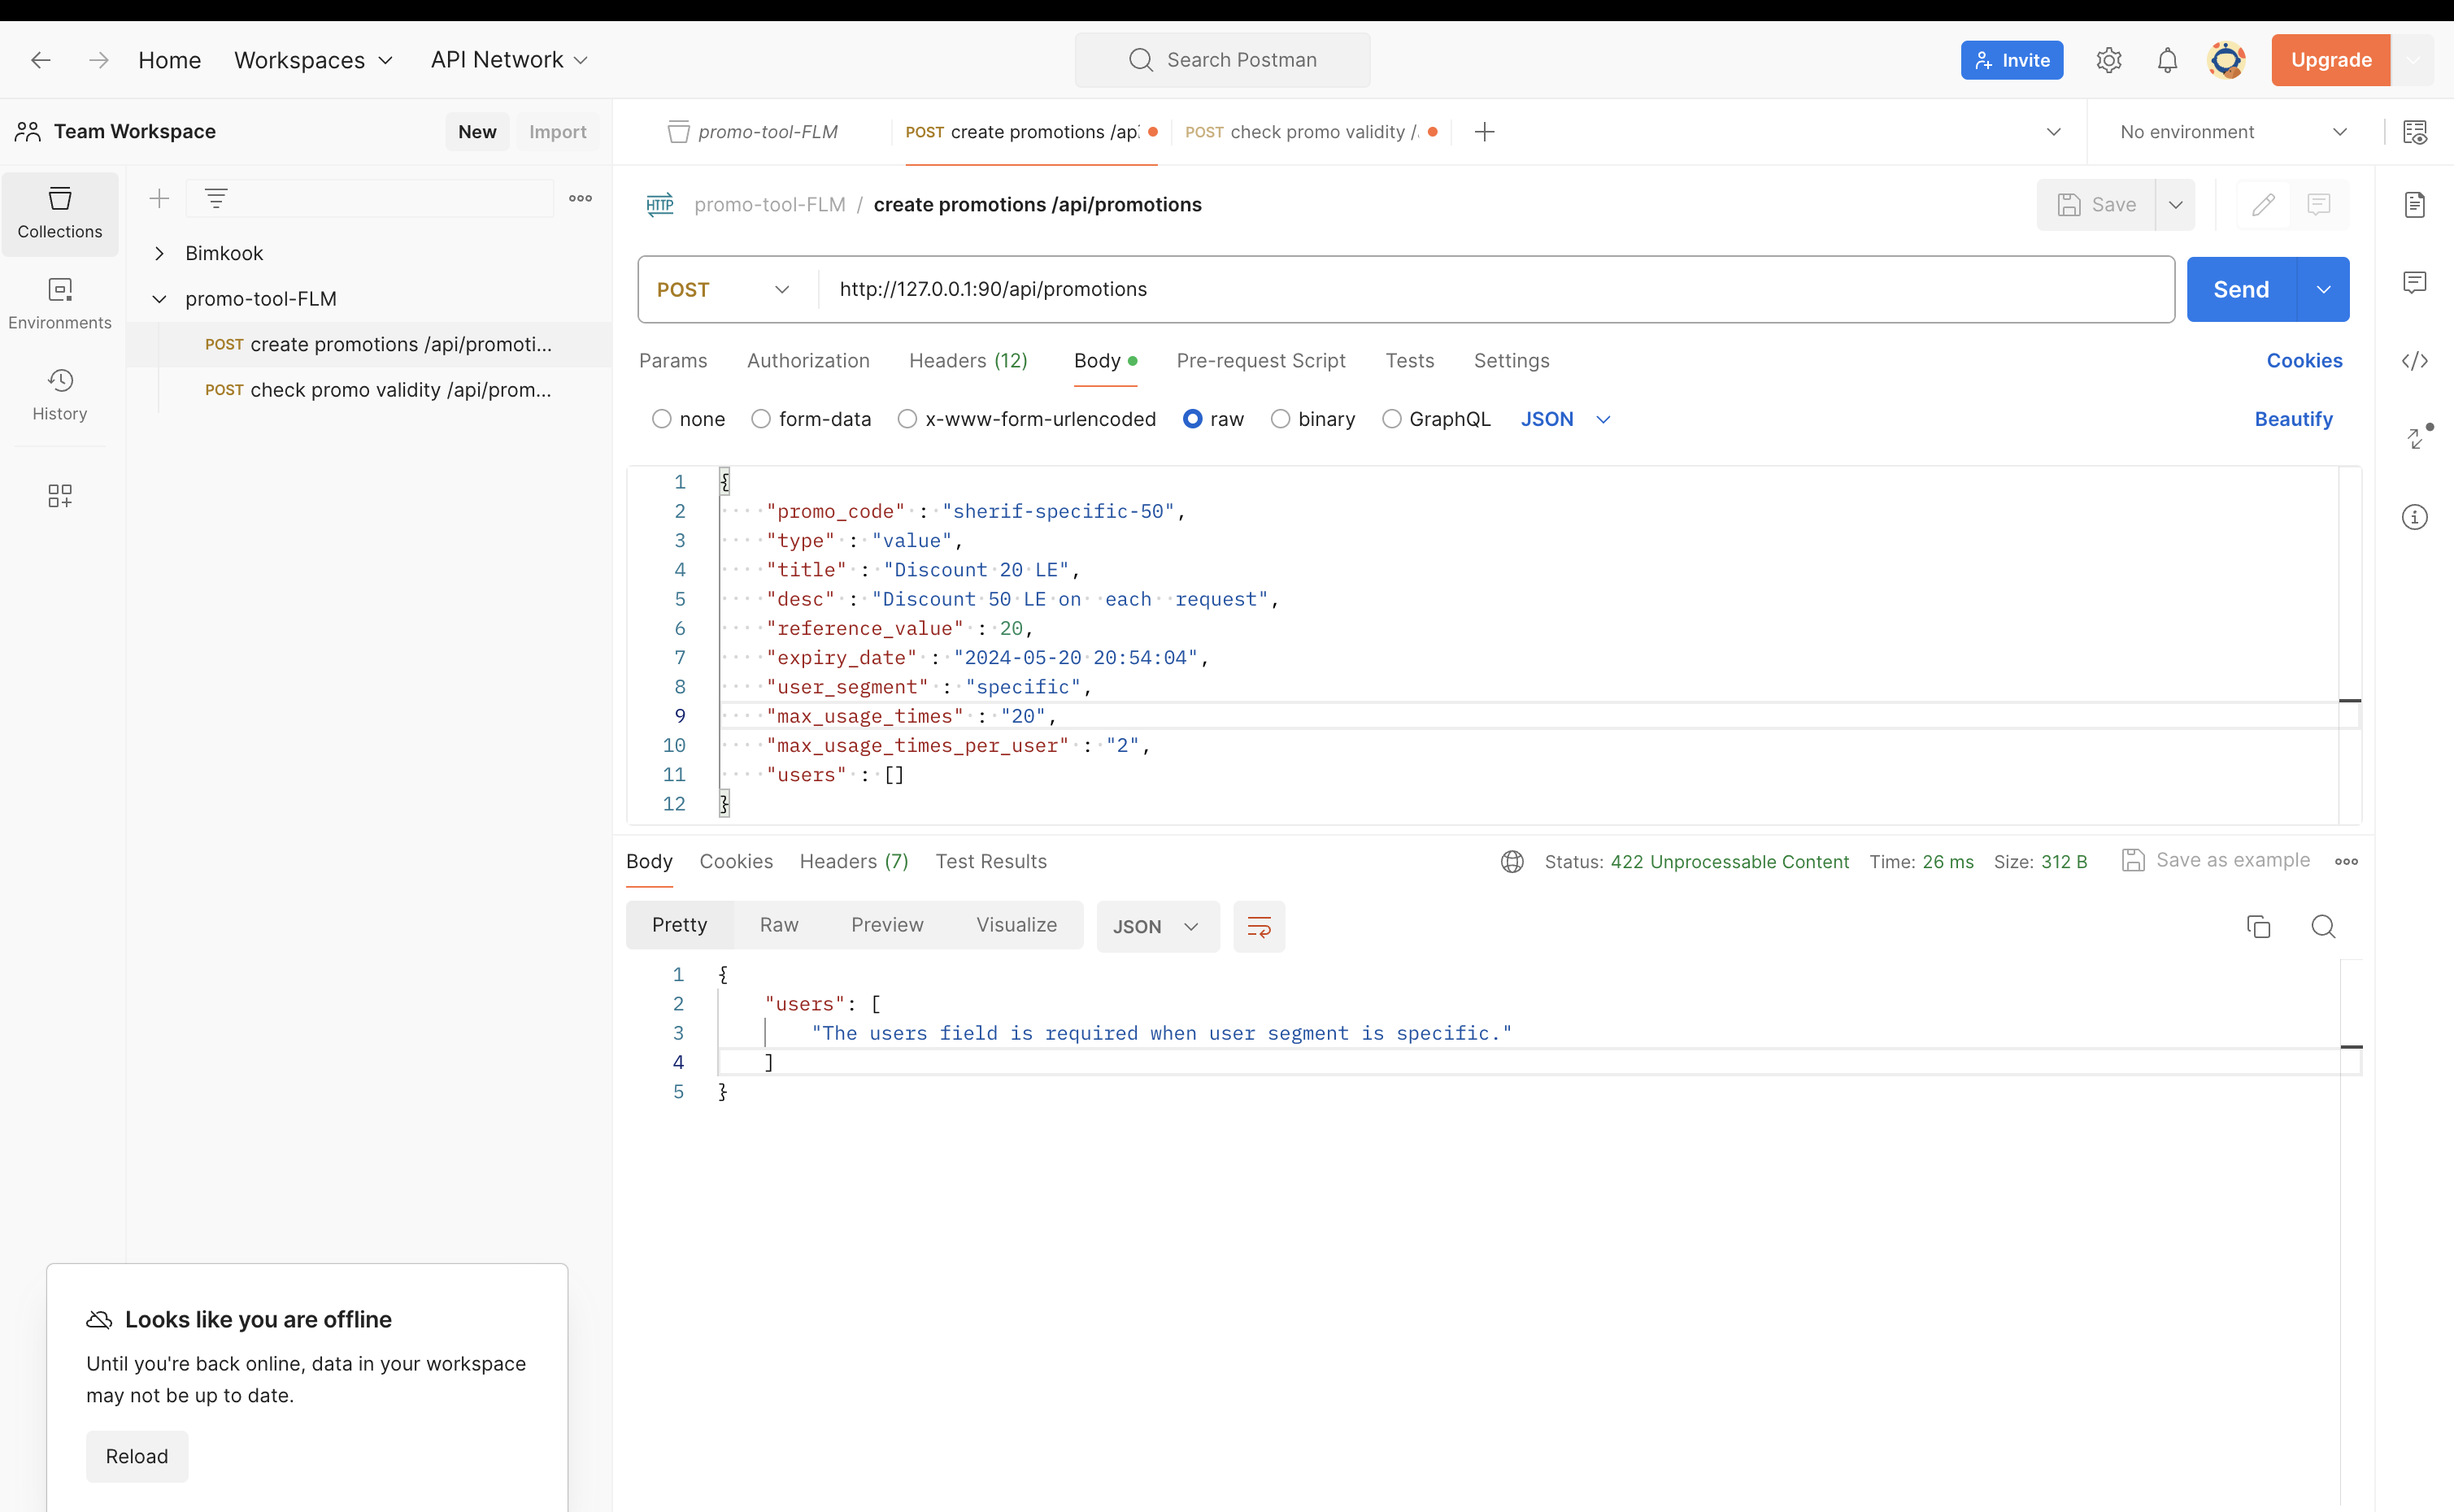 Home Workspaces API Network Search Postman Invite Upgrade
Team Workspace New Import promo-tool-FLM POST create promotions /ap POST check promo validity /. No environment
Collections
Environments
History
Bimkook
promo-tool-FLM
POST create promotions /api/promoti...
POST check promo validity /api/prom...
HTTP promo-tool-FLM / create promotions /api/promotions Save
POST http://127.0.0.1:90/api/promotions Send
Params Authorization Headers (12) Body Pre-request Script Tests Settings Cookies
none form-data x-www-form-urlencoded raw binary GraphQL JSON Beautify
1 {
2 "promo_code" : "sherif-specific-50",
3 "type" : "value",
4 "title" : "Discount 20 LE",
5 "desc" : "Discount 50 LE on  each  request",
6 "reference_value" : 20,
7 "expiry_date" : "2024-05-20 20:54:04",
8 "user_segment" : "specific",
9 "max_usage_times" : "20",
10 "max_usage_times_per_user" : "2",
11 "users" : []
12 }
Body Cookies Headers (7) Test Results Status: 422 Unprocessable Content Time: 26 ms Size: 312 B Save as example
Pretty Raw Preview Visualize JSON
1 {
2 "users": [
3 "The users field is required when user segment is specific."
4 ]
5 }
Looks like you are offline
Until you're back online, data in your workspace
may not be up to date.
Reload